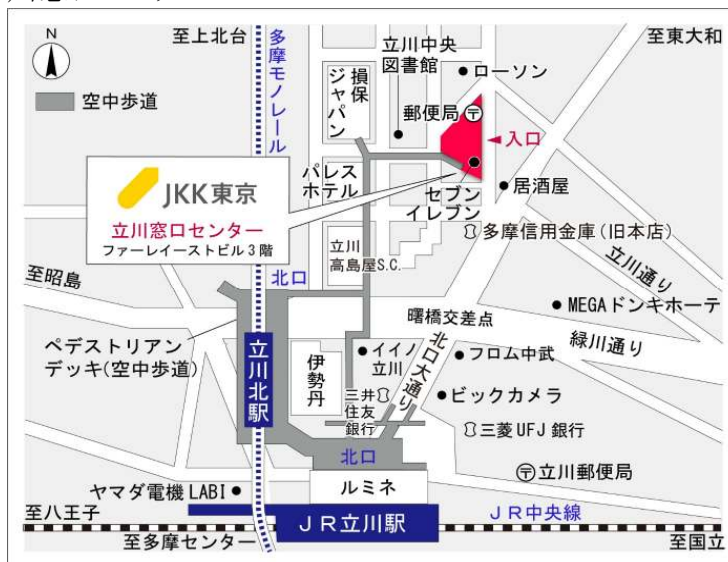 N
至上北台
多摩モノレール
立川中央
図書館
ローソン
至東大和
空中歩道
損保
ジャパン
郵便局
入口
JKK東京
立川窓口センター
ファーレイーストビル3階
パレス
ホテル
セブン
イレブン
居酒屋
多摩信用金庫(旧本店)
立川
高島屋S.C.
北口
立川通り
至昭島
MEGAドンキホーテ
曙橋交差点
緑川通り
ペデストリアン
デッキ(空中歩道)
立川北駅
伊勢丹
イイノ
立川
北口大通り
フロム中武
三井
住友
銀行
ビックカメラ
三菱UFJ銀行
北口
立川郵便局
ヤマダ電機LABI
ルミネ
至八王子
JR立川駅
JR中央線
至多摩センター
至国立